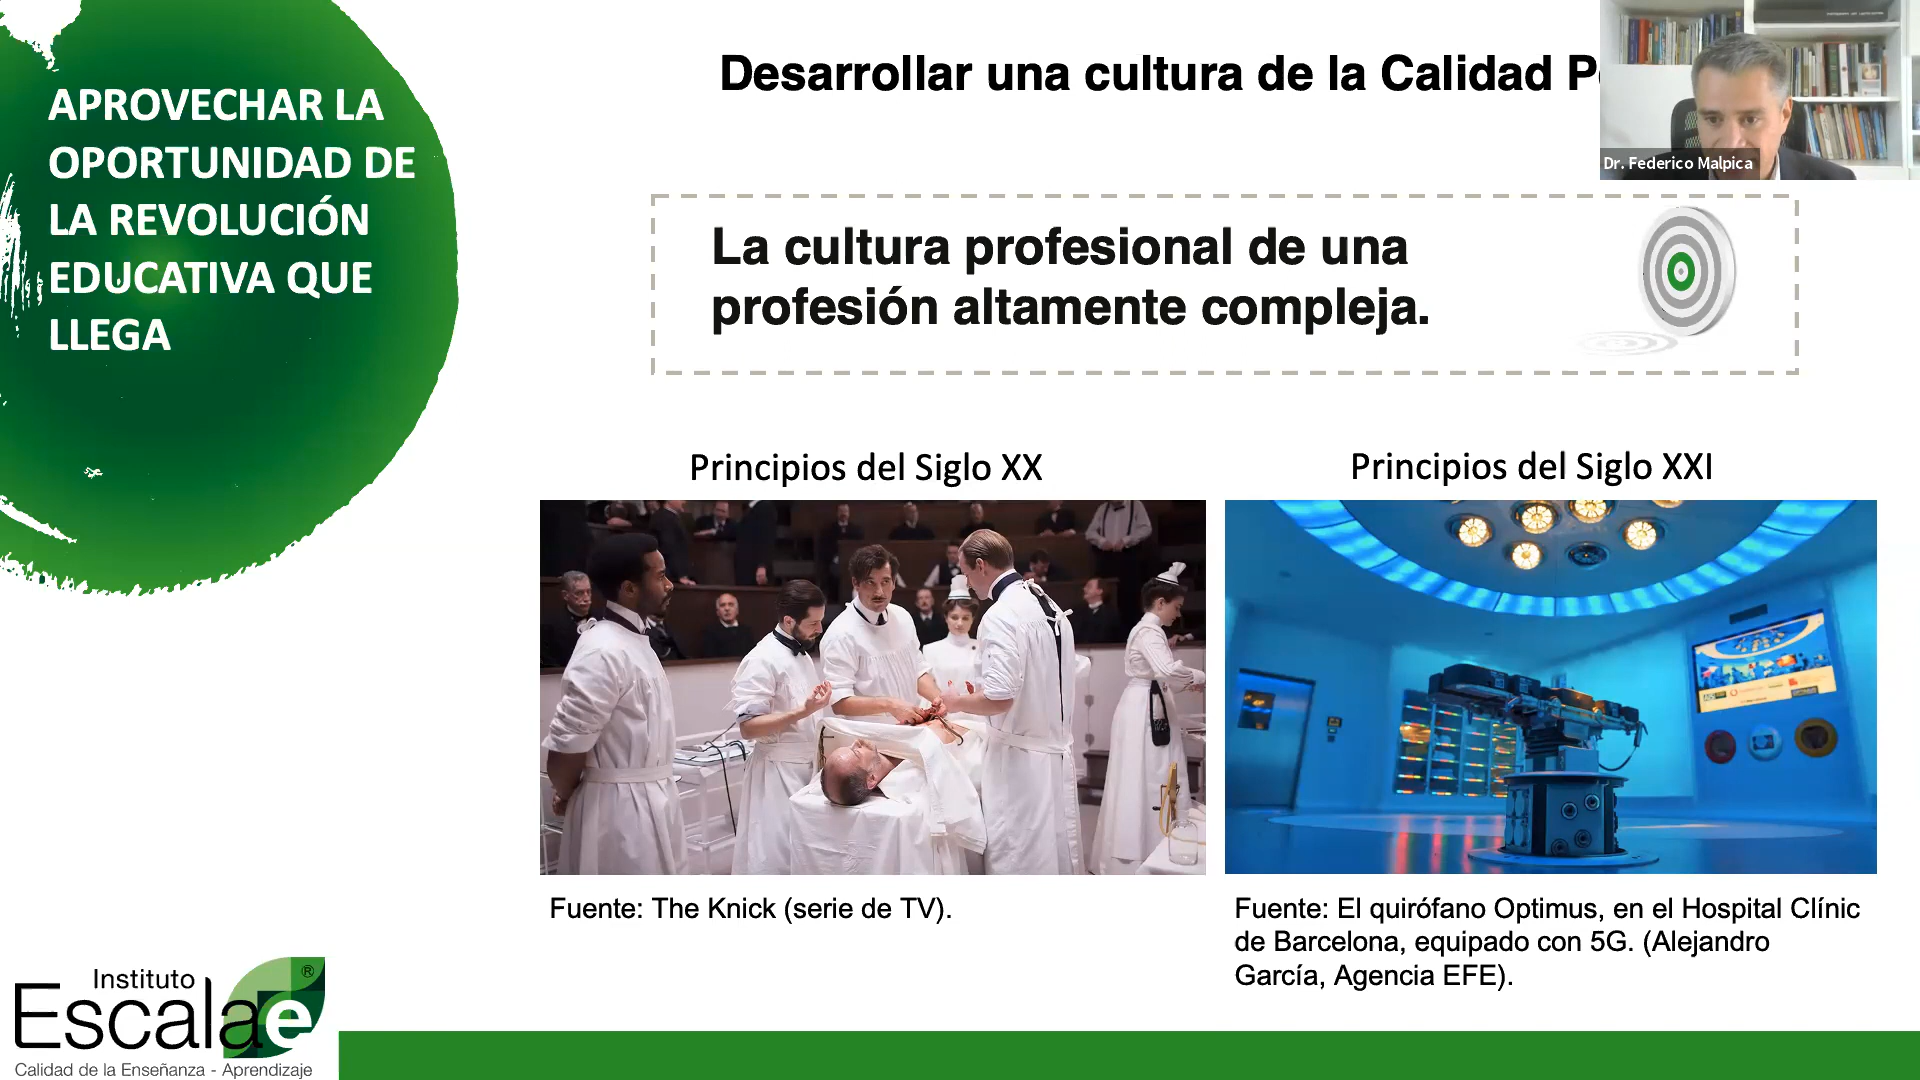 APROVECHAR LA
OPORTUNIDAD DE
LA REVOLUCIÓN
EDUCATIVA QUE
LLEGA
Desarrollar una cultura de la Calidad
Dr. Federico Malpica
La cultura profesional de una
profesión altamente compleja.
Principios del Siglo XX
Principios del Siglo XXI
Fuente: The Knick (serie de TV).
Fuente: El quirófano Optimus, en el Hospital Clínic
de Barcelona, equipado con 5G. (Alejandro
García, Agencia EFE).
Instituto
Escalae
®
Calidad de la Enseñanza - Aprendizaje